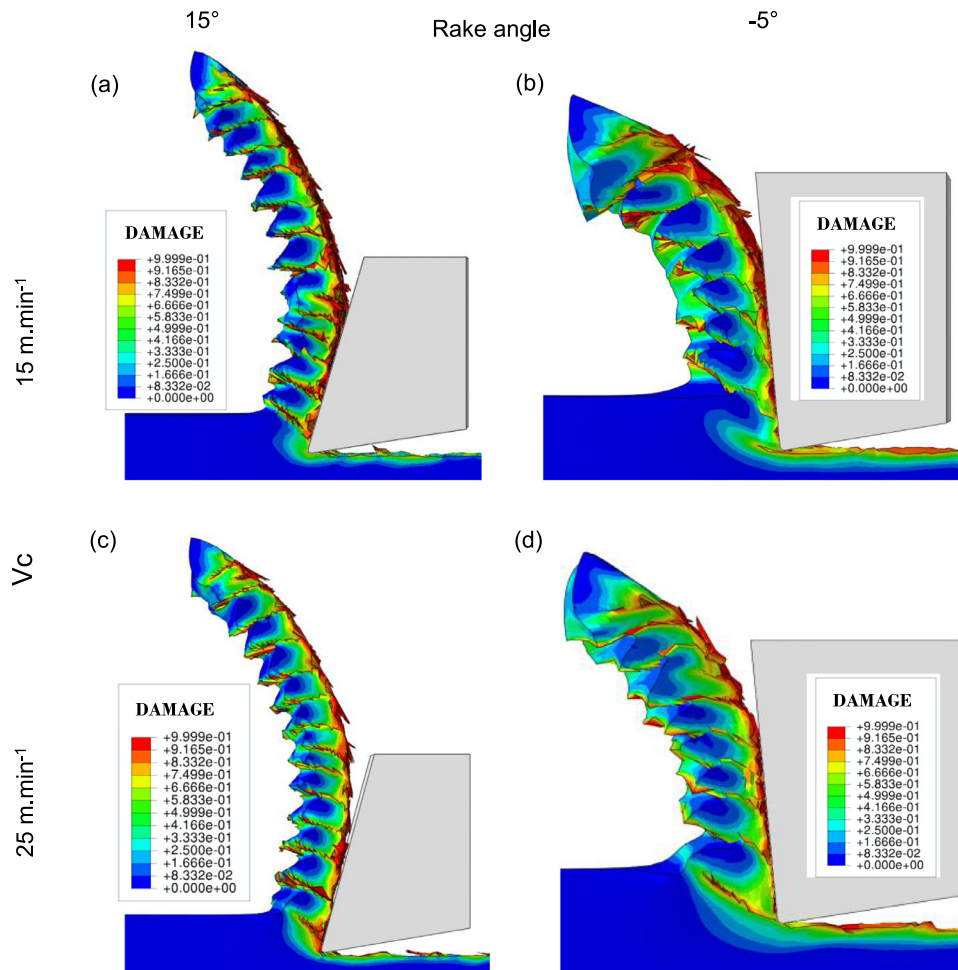 15°
Rake angle
-5°
(a)
(b)
DAMAGE
+9.999e-01
+9.165e-01
+8.332e-01
+7.499e-01
+6.666e-01
+5.833e-01
+4.999e-01
+4.166e-01
+3.333e-01
+2.500e-01
+1.666e-01
+8.332e-02
+0.000e+00
DAMAGE
+9.999e-01
+9.165e-01
+8.332e-01
+7.499e-01
+6.666e-01
+5.833e-01
+4.999e-01
+4.166e-01
+3.333e-01
+2.500e-01
+1.666e-01
+8.332e-02
+0.000e+00
15 m.min⁻¹
Vc
(c)
(d)
DAMAGE
+9.999e-01
+9.165e-01
+8.332e-01
+7.499e-01
+6.666e-01
+5.833e-01
+4.999e-01
+4.166e-01
+3.333e-01
+2.500e-01
+1.666e-01
+8.332e-02
+0.000e+00
DAMAGE
+9.999e-01
+9.165e-01
+8.332e-01
+7.499e-01
+6.666e-01
+5.833e-01
+4.999e-01
+4.166e-01
+3.333e-01
+2.500e-01
+1.666e-01
+8.332e-02
+0.000e+00
25 m.min⁻¹